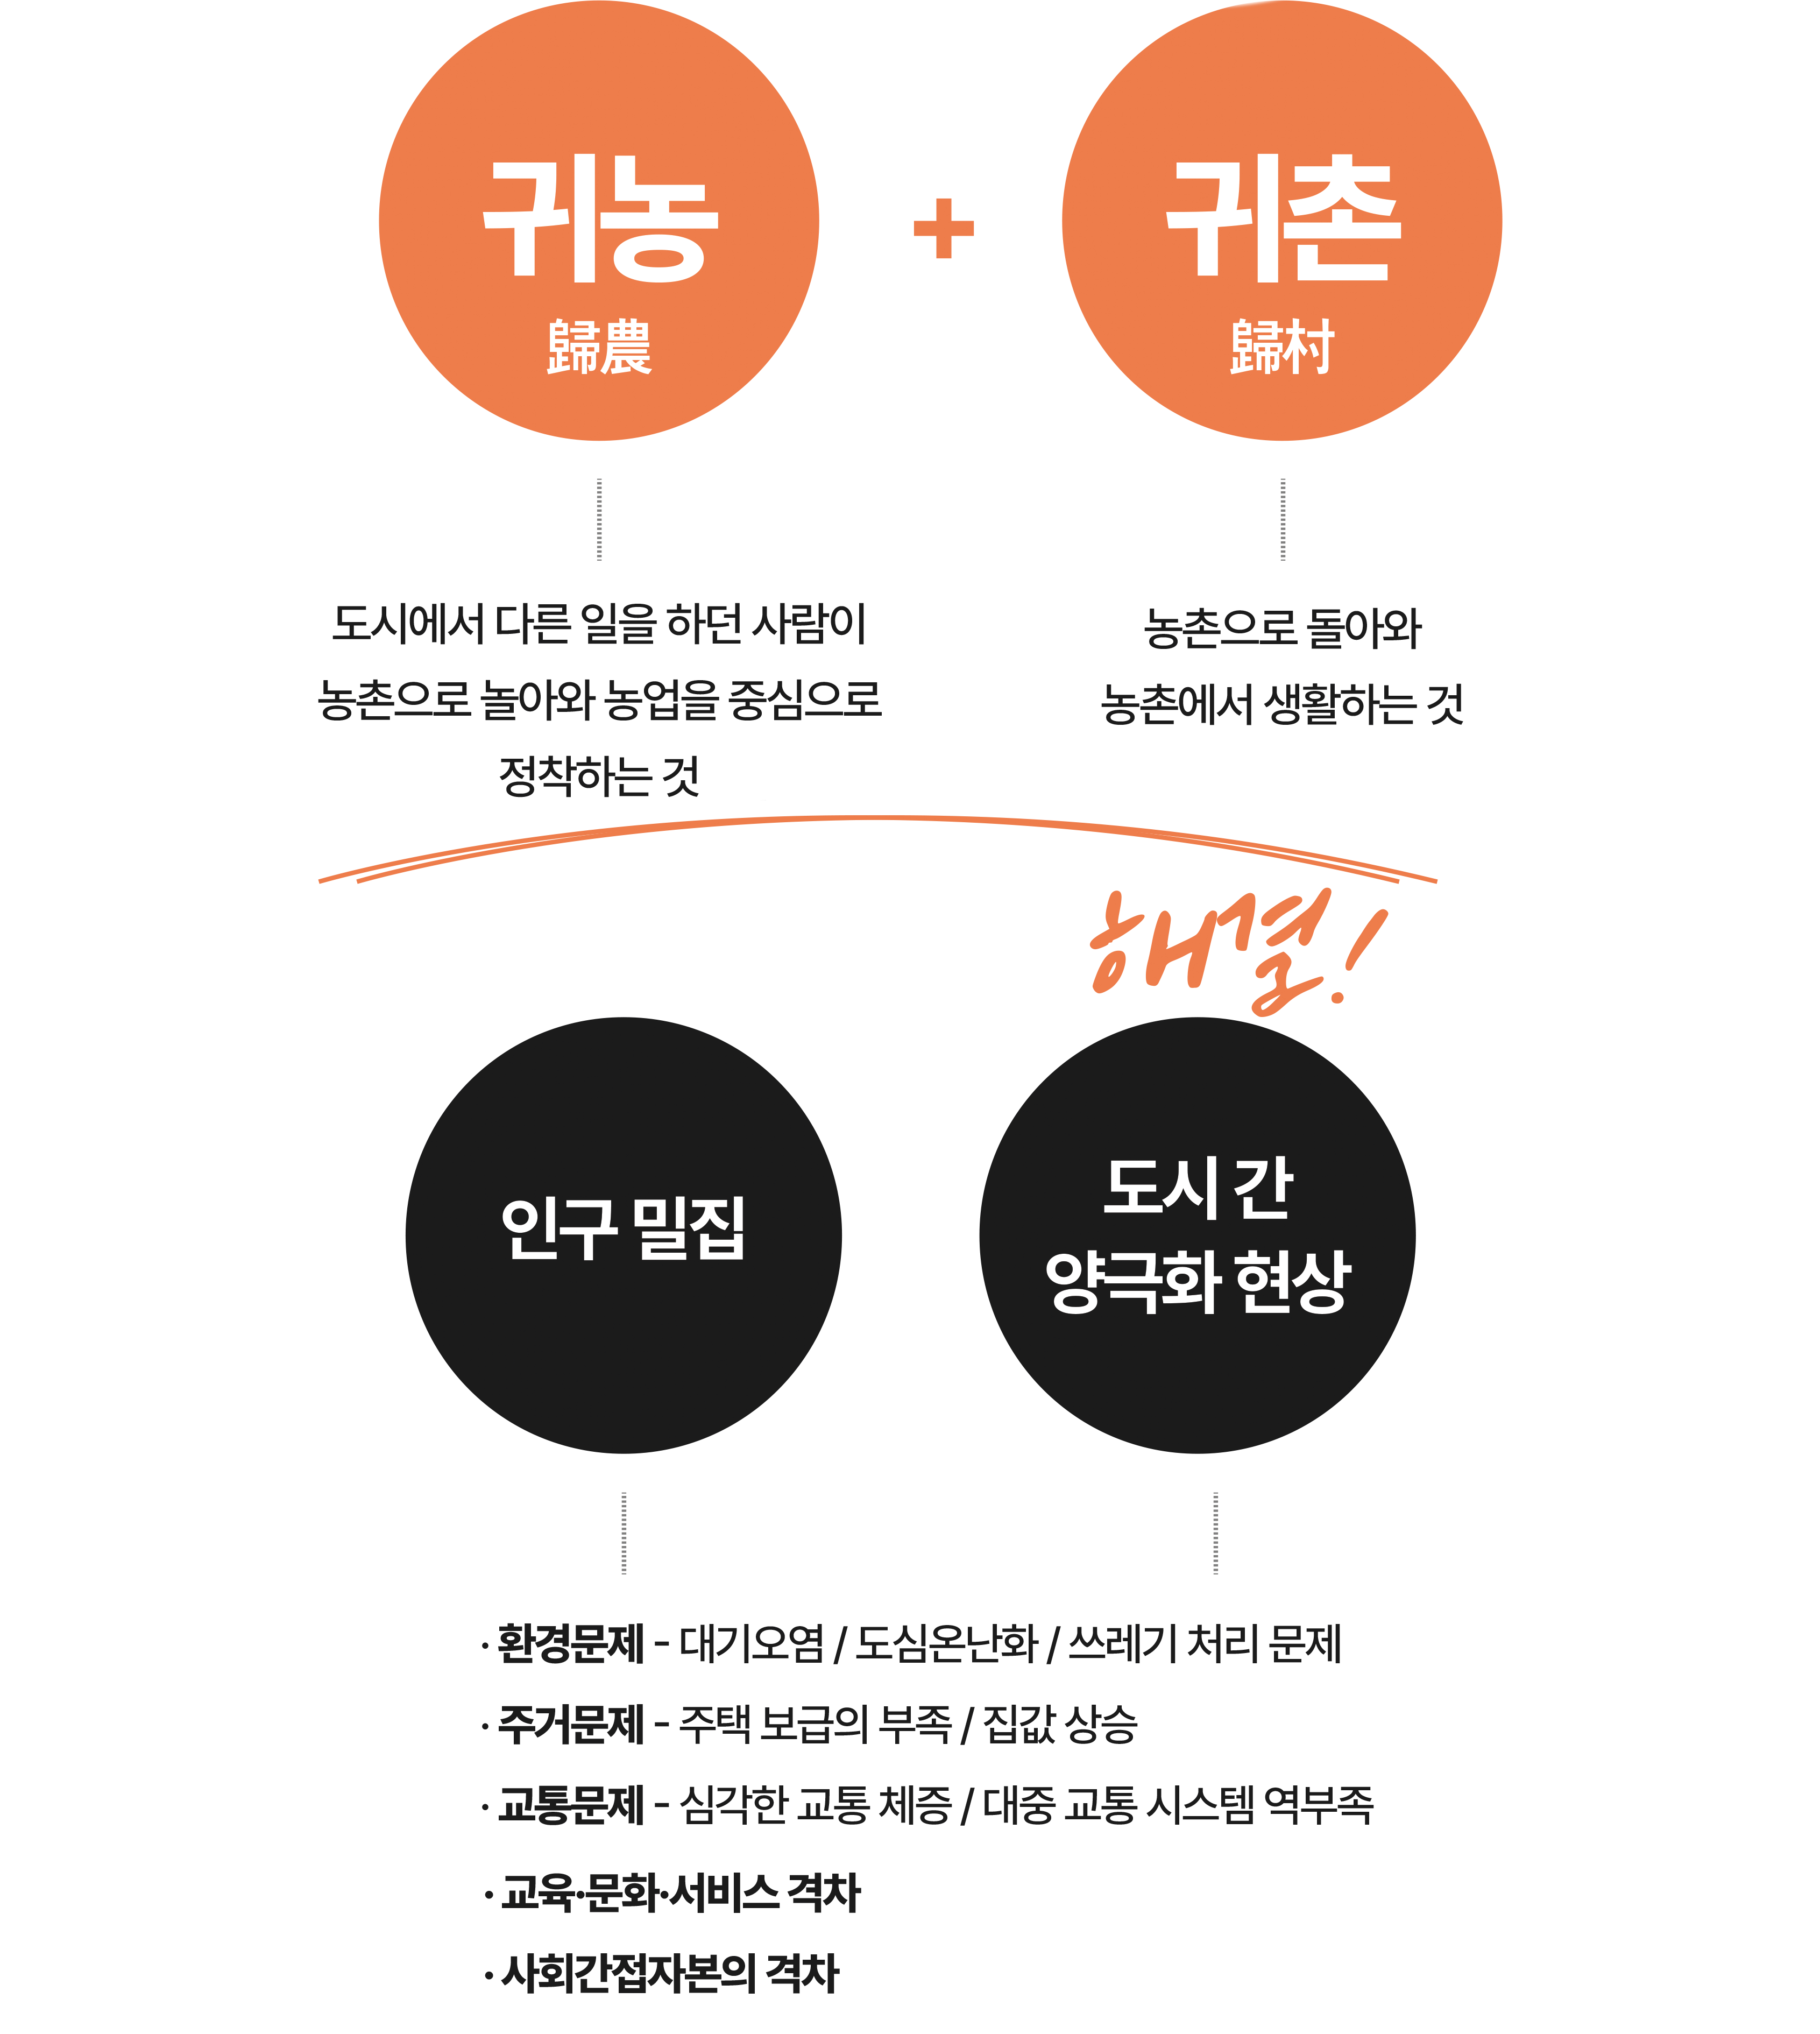 귀농
歸農
+
귀촌
歸村
도시에서 다른 일을 하던 사람이
농촌으로 돌아와 농업을 중심으로
정착하는 것
농촌으로 돌아와
농촌에서 생활하는 것
해결!
인구 밀집
도시 간
양극화 현상
· 환경문제 - 대기오염 / 도심온난화 / 쓰레기 처리 문제
· 주거문제 - 주택 보급의 부족 / 집값 상승
· 교통문제 - 심각한 교통 체증 / 대중 교통 시스템 역부족
· 교육·문화·서비스 격차
· 사회간접자본의 격차